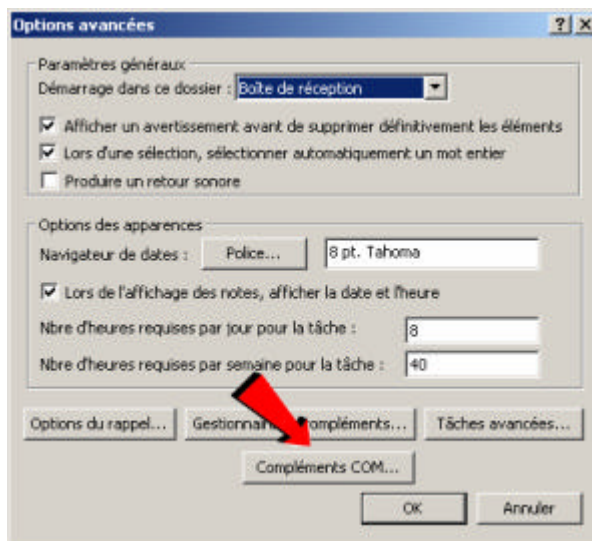 Options avancées
Paramètres généraux
Démarrage dans ce dossier : Boîte de réception
Afficher un avertissement avant de supprimer définitivement les éléments
Lors d'une sélection, sélectionner automatiquement un mot entier
Produire un retour sonore
Options des apparences
Navigateur de dates : Police... 8 pt. Tahoma
Lors de l'affichage des notes, afficher la date et l'heure
Nbre d'heures requises par jour pour la tâche : 8
Nbre d'heures requises par semaine pour la tâche : 40
Options du rappel... Gestionnaire compléments... Tâches avancées...
Compléments COM...
OK Annuler